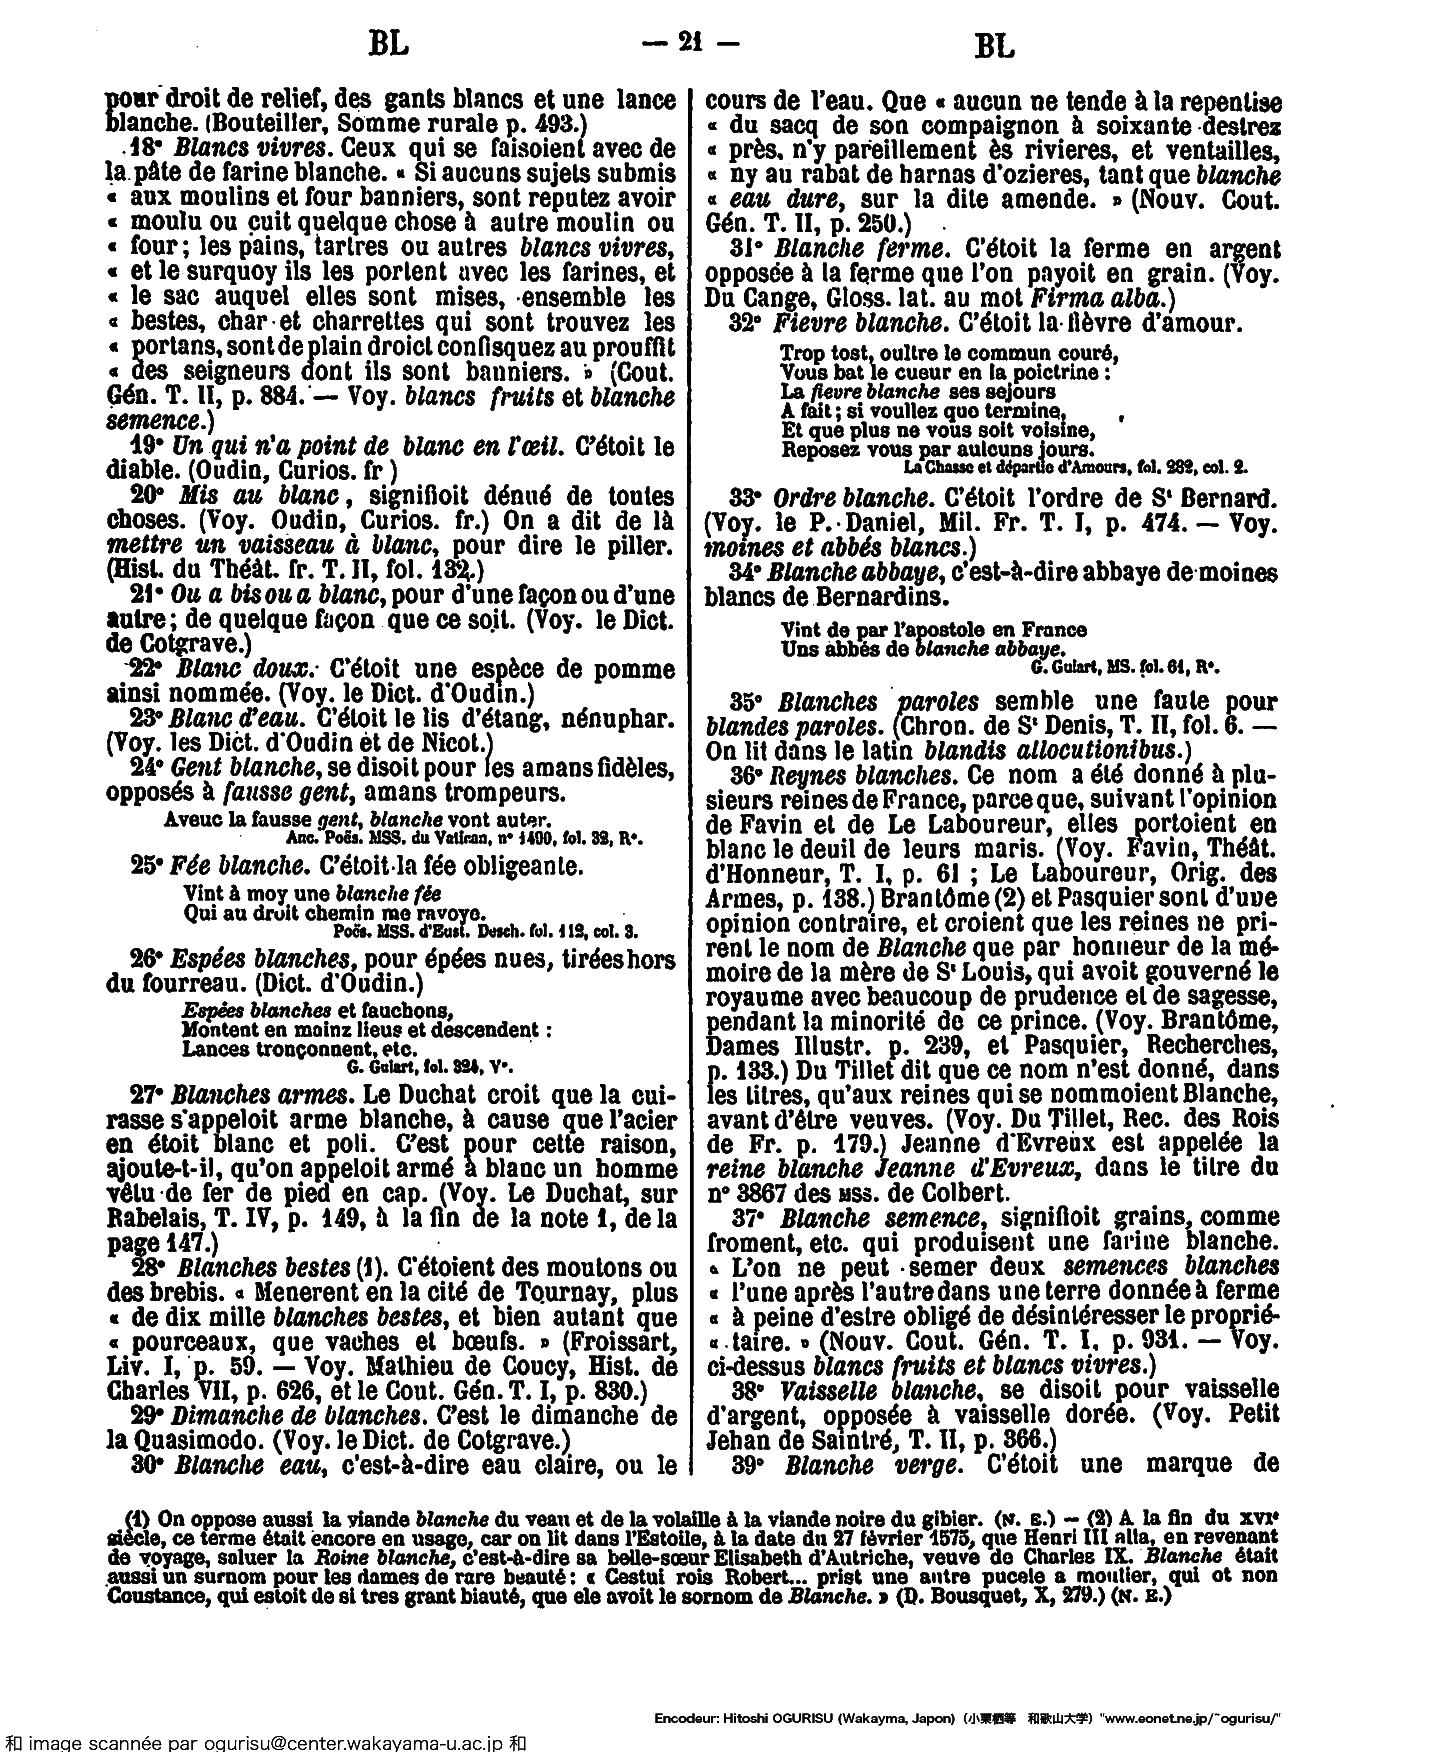 BL
— 21 —
BL
pour droit de relief, des gants blancs et une lance
blanche. (Bouteiller, Somme rurale p. 493.)
18° Blancs vivres. Ceux qui se faisoient avec de
la pâte de farine blanche. « Si aucuns sujets submis
« aux moulins et four banniers, sont reputez avoir
« moulu ou cuit quelque chose à autre moulin ou
« four ; les pains, tartres ou autres blancs vivres,
« et le surquoy ils les portent avec les farines, et
« le sac auquel elles sont mises, ensemble les
« bestes, char et charrettes qui sont trouvez les
« portans, sont de plain droict confisquez au prouffit
« des seigneurs dont ils sont banniers. » (Cout.
Gén. T. II, p. 884. — Voy. blancs fruits et blanche
semence.)
19° Un qui n'a point de blanc en l'œil. C'étoit le
diable. (Oudin, Curios. fr )
20° Mis au blanc, signifioit dénué de toutes
choses. (Voy. Oudin, Curios. fr.) On a dit de là
mettre un vaisseau à blanc, pour dire le piller.
(Hist. du Théât. fr. T. II, fol. 132.)
21° Ou a bis ou a blanc, pour d'une façon ou d'une
autre ; de quelque façon que ce soit. (Voy. le Dict.
de Cotgrave.)
22° Blanc doux. C'étoit une espèce de pomme
ainsi nommée. (Voy. le Dict. d'Oudin.)
23° Blanc d'eau. C'étoit le lis d'étang, nénuphar.
(Voy. les Dict. d'Oudin et de Nicot.)
24° Gent blanche, se disoit pour les amans fidèles,
opposés à fausse gent, amans trompeurs.
Aveuc la fausse gent, blanche vont auter.
Anc. Poës. MSS. du Vatican, n° 1490, fol. 32, R°.
25° Fée blanche. C'étoit la fée obligeante.
Vint à moy une blanche fée
Qui au droit chemin me ravoye.
Poës. MSS. d'Eust. Desch. fol. 112, col. 3.
26° Espées blanches, pour épées nues, tirées hors
du fourreau. (Dict. d'Oudin.)
Espées blanches et fauchons,
Montent en mainz lieus et descendent :
Lances tronçonnent, etc.
G. Guiart, fol. 324, V°.
27° Blanches armes. Le Duchat croit que la cui-
rasse s'appeloit arme blanche, à cause que l'acier
en étoit blanc et poli. C'est pour cette raison,
ajoute-t-il, qu'on appeloit armé à blanc un homme
vêtu de fer de pied en cap. (Voy. Le Duchat, sur
Rabelais, T. IV, p. 149, à la fin de la note 1, de la
page 147.)
28° Blanches bestes (1). C'étoient des moutons ou
des brebis. « Menerent en la cité de Tournay, plus
« de dix mille blanches bestes, et bien autant que
« pourceaux, que vaches et bœufs. » (Froissart,
Liv. I, p. 59. — Voy. Mathieu de Coucy, Hist. de
Charles VII, p. 626, et le Cout. Gén. T. I, p. 830.)
29° Dimanche de blanches. C'est le dimanche de
la Quasimodo. (Voy. le Dict. de Cotgrave.)
30° Blanche eau, c'est-à-dire eau claire, ou le
cours de l'eau. Que « aucun ne tende à la repentise
« du sacq de son compaignon à soixante destrez
« près, n'y pareillement ès rivieres, et ventailles,
« ny au rabat de harnas d'ozieres, tant que blanche
« eau dure, sur la dite amende. » (Nouv. Cout.
Gén. T. II, p. 250.)
31° Blanche ferme. C'étoit la ferme en argent
opposée à la ferme que l'on payoit en grain. (Voy.
Du Cange, Gloss. lat. au mot Firma alba.)
32° Fievre blanche. C'étoit la fièvre d'amour.
Trop tost, oultre le commun couré,
Vous bat le cueur en la poictrine :
La fievre blanche ses sejours
A fait ; si voullez que termine,
Et que plus ne vous soit voisine,
Reposez vous par aulcuns jours.
La Chasse et départie d'Amours, fol. 282, col. 2.
33° Ordre blanche. C'étoit l'ordre de St Bernard.
(Voy. le P. Daniel, Mil. Fr. T. I, p. 474. — Voy.
moines et abbés blancs.)
34° Blanche abbaye, c'est-à-dire abbaye de moines
blancs de Bernardins.
Vint de par l'apostole en France
Uns abbés de blanche abbaye.
G. Guiart, MS. fol. 61, R°.
35° Blanches paroles semble une faute pour
blandes paroles. (Chron. de St Denis, T. II, fol. 6. —
On lit dans le latin blandis allocutionibus.)
36° Reynes blanches. Ce nom a été donné à plu-
sieurs reines de France, parce que, suivant l'opinion
de Favin et de Le Laboureur, elles portoient en
blanc le deuil de leurs maris. (Voy. Favin, Théât.
d'Honneur, T. I, p. 61 ; Le Laboureur, Orig. des
Armes, p. 138.) Brantôme (2) et Pasquier sont d'une
opinion contraire, et croient que les reines ne pri-
rent le nom de Blanche que par honneur de la mé-
moire de la mère de St Louis, qui avoit gouverné le
royaume avec beaucoup de prudence et de sagesse,
pendant la minorité de ce prince. (Voy. Brantôme,
Dames Illustr. p. 239, et Pasquier, Recherches,
p. 133.) Du Tillet dit que ce nom n'est donné, dans
les titres, qu'aux reines qui se nommoient Blanche,
avant d'être veuves. (Voy. Du Tillet, Rec. des Rois
de Fr. p. 179.) Jeanne d'Evreux est appelée la
reine blanche Jeanne d'Evreux, dans le titre du
n° 3867 des MSS. de Colbert.
37° Blanche semence, signifioit grains, comme
froment, etc. qui produisent une farine blanche.
« L'on ne peut semer deux semences blanches
« l'une après l'autre dans une terre donnée à ferme
« à peine d'estre obligé de désintéresser le proprié-
« taire. » (Nouv. Cout. Gén. T. I, p. 931. — Voy.
ci-dessus blancs fruits et blancs vivres.)
38° Vaisselle blanche, se disoit pour vaisselle
d'argent, opposée à vaisselle dorée. (Voy. Petit
Jehan de Saintré, T. II, p. 366.)
39° Blanche verge. C'étoit une marque de
(1) On oppose aussi la viande blanche du veau et de la volaille à la viande noire du gibier. (N. E.) — (2) A la fin du XVIe
siècle, ce terme était encore en usage, car on lit dans l'Estoile, à la date du 27 février 1575, que Henri III alla, en revenant
de voyage, saluer la Roine blanche, c'est-à-dire sa belle-sœur Elisabeth d'Autriche, veuve de Charles IX. Blanche était
aussi un surnom pour les dames de rare beauté : « Cestui rois Robert... prist une autre pucele a moulier, qui ot non
Coustance, qui estoit de si tres grant biauté, que ele avoit le sornom de Blanche. » (D. Bousquet, X, 279.) (N. E.)
Encodeur: Hitoshi OGURISU (Wakayma, Japon) (小栗栖等 和歌山大学) "www.eonet.ne.jp/~ogurisu/"
和 image scannée par ogurisu@center.wakayama-u.ac.jp 和